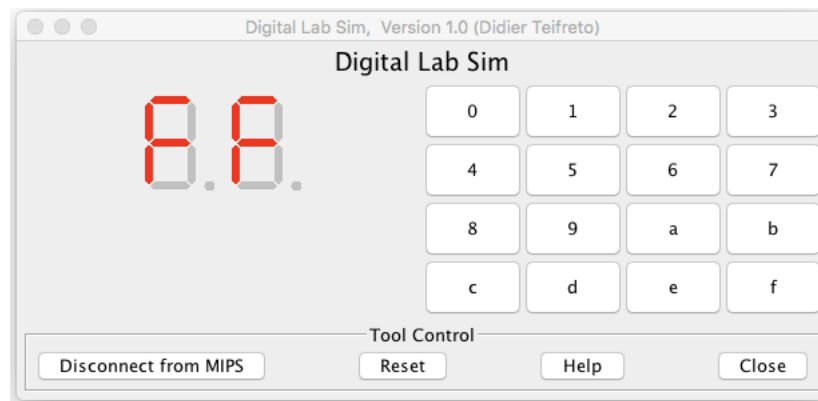 Digital Lab Sim, Version 1.0 (Didier Teifreto)
Digital Lab Sim
FF
0 1 2 3
4 5 6 7
8 9 a b
c d e f
Tool Control
Disconnect from MIPS Reset Help Close